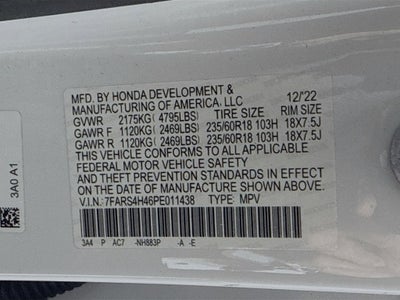 MFD. BY HONDA DEVELOPMENT &
MANUFACTURING OF AMERICA, LLC 12/'22
GVWR 2175KG (4795LBS) TIRE SIZE RIM SIZE
GAWR F 1120KG (2469LBS) 235/60R18 103H 18X7.5J
GAWR R 1120KG (2469LBS) 235/60R18 103H 18X7.5J
THIS VEHICLE CONFORMS TO ALL APPLICABLE
FEDERAL MOTOR VEHICLE SAFETY
AND THEFT PREVENTION STANDARDS IN EFFECT
ON THE DATE OF MANUFACTURE SHOWN ABOVE.
V.I.N.: 7FARS4H46PE011438 TYPE: MPV
3A4 P AC7 -NH883P -A -E
3A0 A1